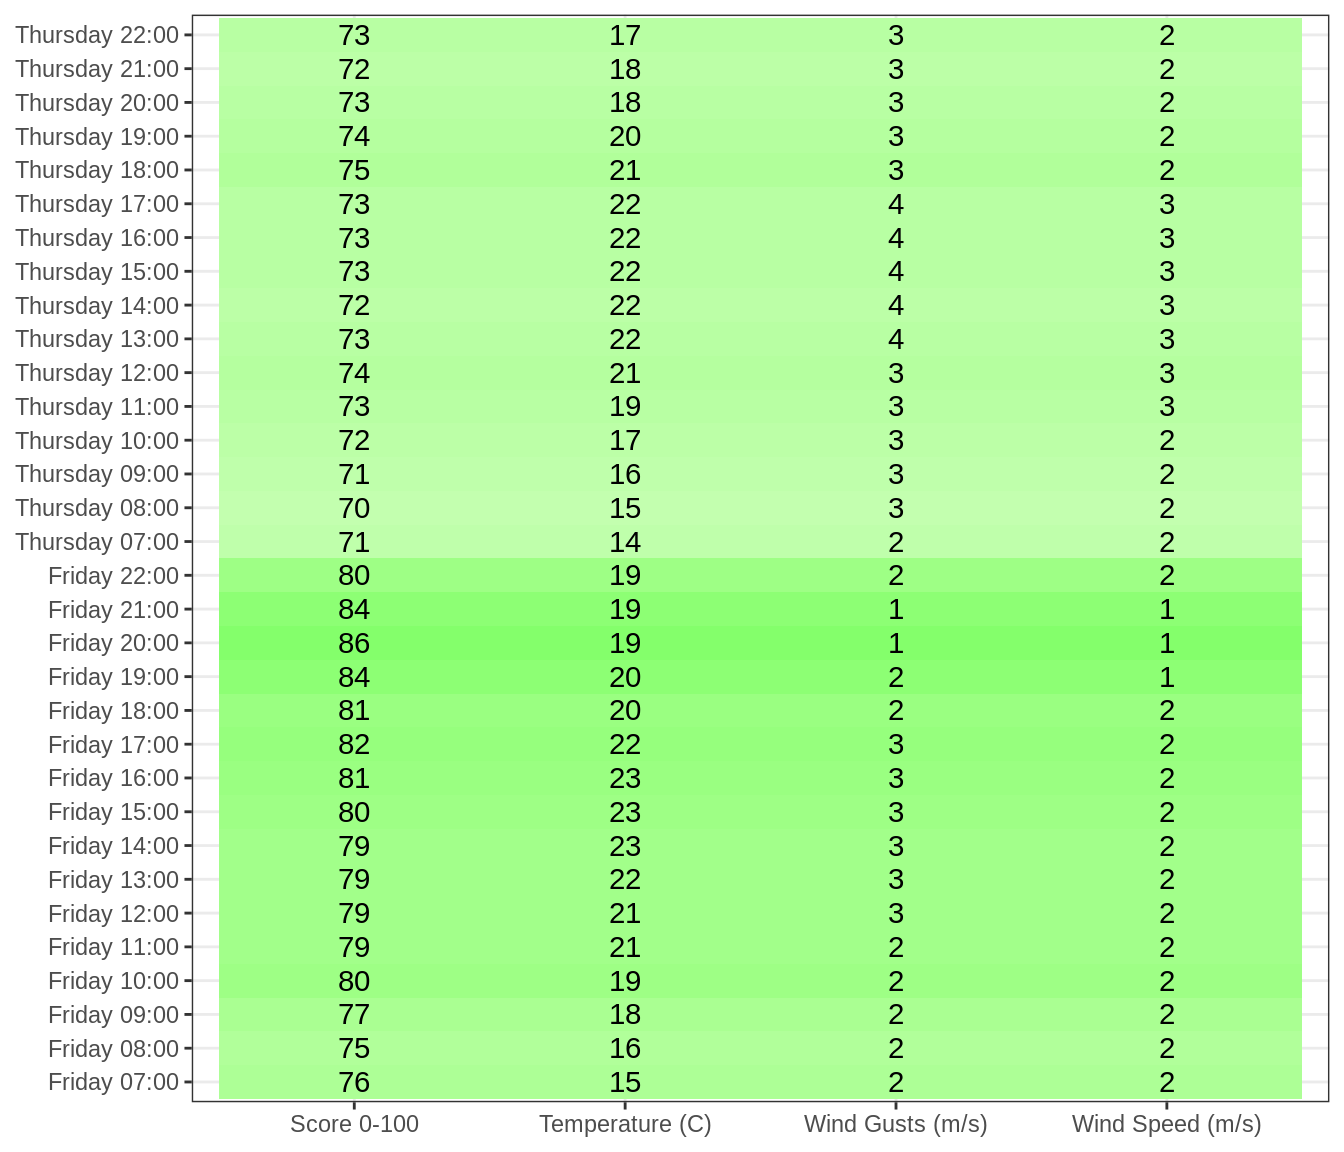 Thursday 22:00 73 17 3 2
Thursday 21:00 72 18 3 2
Thursday 20:00 73 18 3 2
Thursday 19:00 74 20 3 2
Thursday 18:00 75 21 3 2
Thursday 17:00 73 22 4 3
Thursday 16:00 73 22 4 3
Thursday 15:00 73 22 4 3
Thursday 14:00 72 22 4 3
Thursday 13:00 73 22 4 3
Thursday 12:00 74 21 3 3
Thursday 11:00 73 19 3 3
Thursday 10:00 72 17 3 2
Thursday 09:00 71 16 3 2
Thursday 08:00 70 15 3 2
Thursday 07:00 71 14 2 2
Friday 22:00 80 19 2 2
Friday 21:00 84 19 1 1
Friday 20:00 86 19 1 1
Friday 19:00 84 20 2 1
Friday 18:00 81 20 2 2
Friday 17:00 82 22 3 2
Friday 16:00 81 23 3 2
Friday 15:00 80 23 3 2
Friday 14:00 79 23 3 2
Friday 13:00 79 22 3 2
Friday 12:00 79 21 3 2
Friday 11:00 79 21 2 2
Friday 10:00 80 19 2 2
Friday 09:00 77 18 2 2
Friday 08:00 75 16 2 2
Friday 07:00 76 15 2 2
Score 0-100 Temperature (C) Wind Gusts (m/s) Wind Speed (m/s)